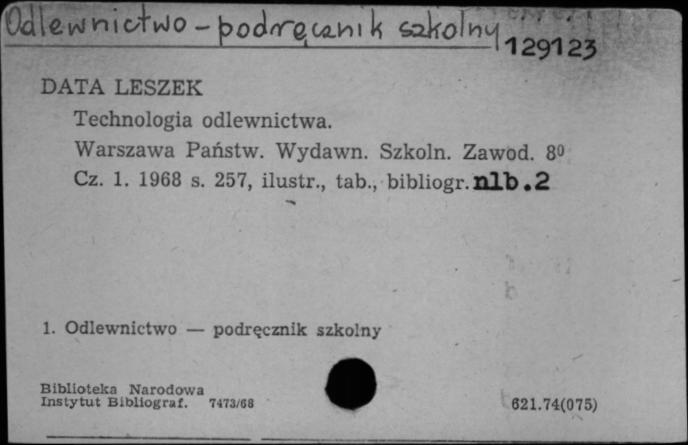 Odlewnictwo – podręcznik szkolny
129123
DATA LESZEK
Technologia odlewnictwa.
Warszawa Państw. Wydawn. Szkoln. Zawod. 8⁰
Cz. 1. 1968 s. 257, ilustr., tab., bibliogr. nlb.2
1. Odlewnictwo — podręcznik szkolny
Biblioteka Narodowa
Instytut Bibliograf. 7473/68
621.74(075)